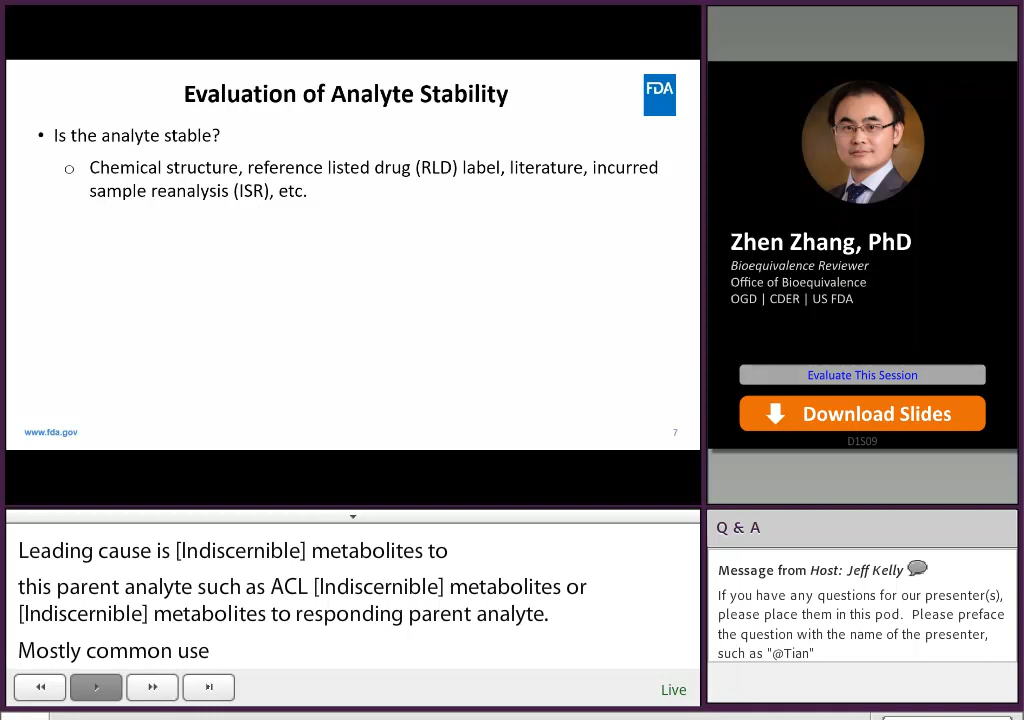 Evaluation of Analyte Stability
FDA
• Is the analyte stable?
o Chemical structure, reference listed drug (RLD) label, literature, incurred
sample reanalysis (ISR), etc.
www.fda.gov
7
Zhen Zhang, PhD
Bioequivalence Reviewer
Office of Bioequivalence
OGD | CDER | US FDA
Evaluate This Session
Download Slides
D1S09
Leading cause is [Indiscernible] metabolites to
this parent analyte such as ACL [Indiscernible] metabolites or
[Indiscernible] metabolites to responding parent analyte.
Mostly common use
Live
Q & A
Message from Host: Jeff Kelly
If you have any questions for our presenter(s),
please place them in this pod. Please preface
the question with the name of the presenter,
such as "@Tian"